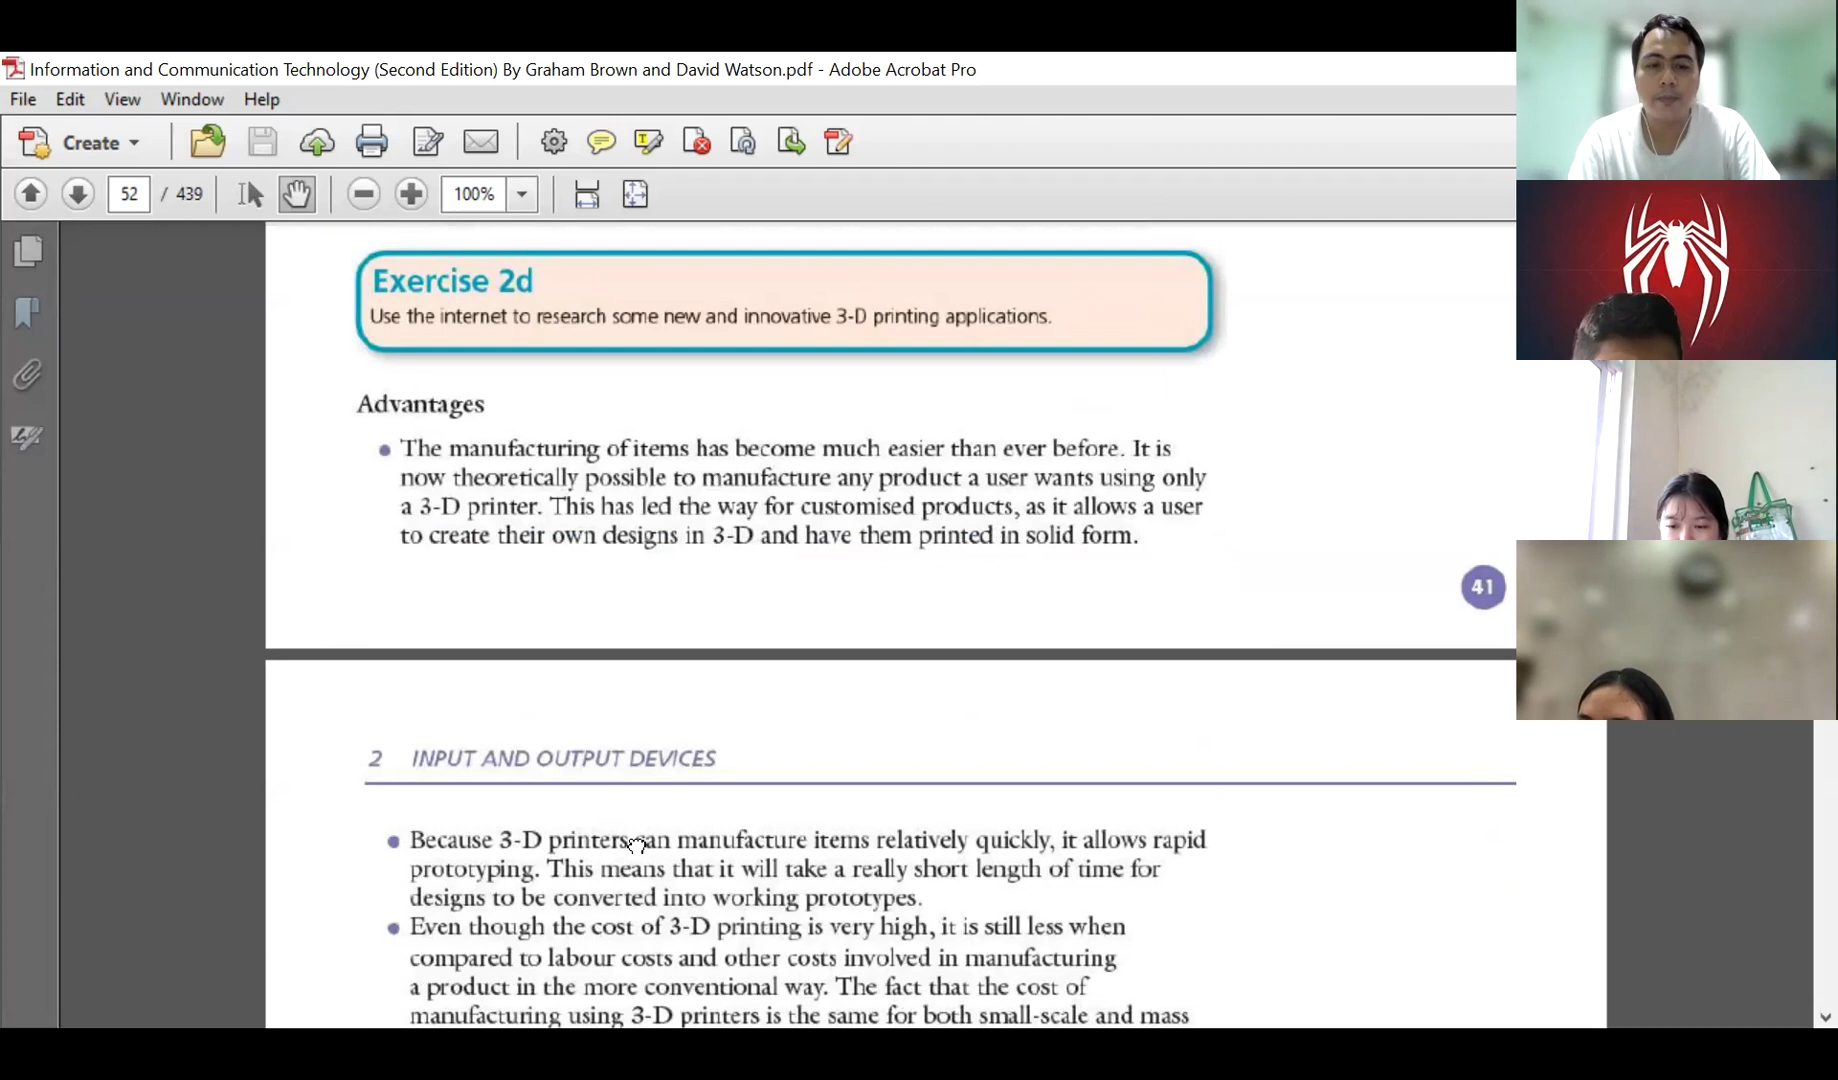 Information and Communication Technology (Second Edition) By Graham Brown and David Watson.pdf - Adobe Acrobat Pro
File Edit View Window Help
Create
52 / 439 100%
Exercise 2d
Use the internet to research some new and innovative 3-D printing applications.
Advantages
The manufacturing of items has become much easier than ever before. It is
now theoretically possible to manufacture any product a user wants using only
a 3-D printer. This has led the way for customised products, as it allows a user
to create their own designs in 3-D and have them printed in solid form.
41
2 INPUT AND OUTPUT DEVICES
Because 3-D printers can manufacture items relatively quickly, it allows rapid
prototyping. This means that it will take a really short length of time for
designs to be converted into working prototypes.
Even though the cost of 3-D printing is very high, it is still less when
compared to labour costs and other costs involved in manufacturing
a product in the more conventional way. The fact that the cost of
manufacturing using 3-D printers is the same for both small-scale and mass